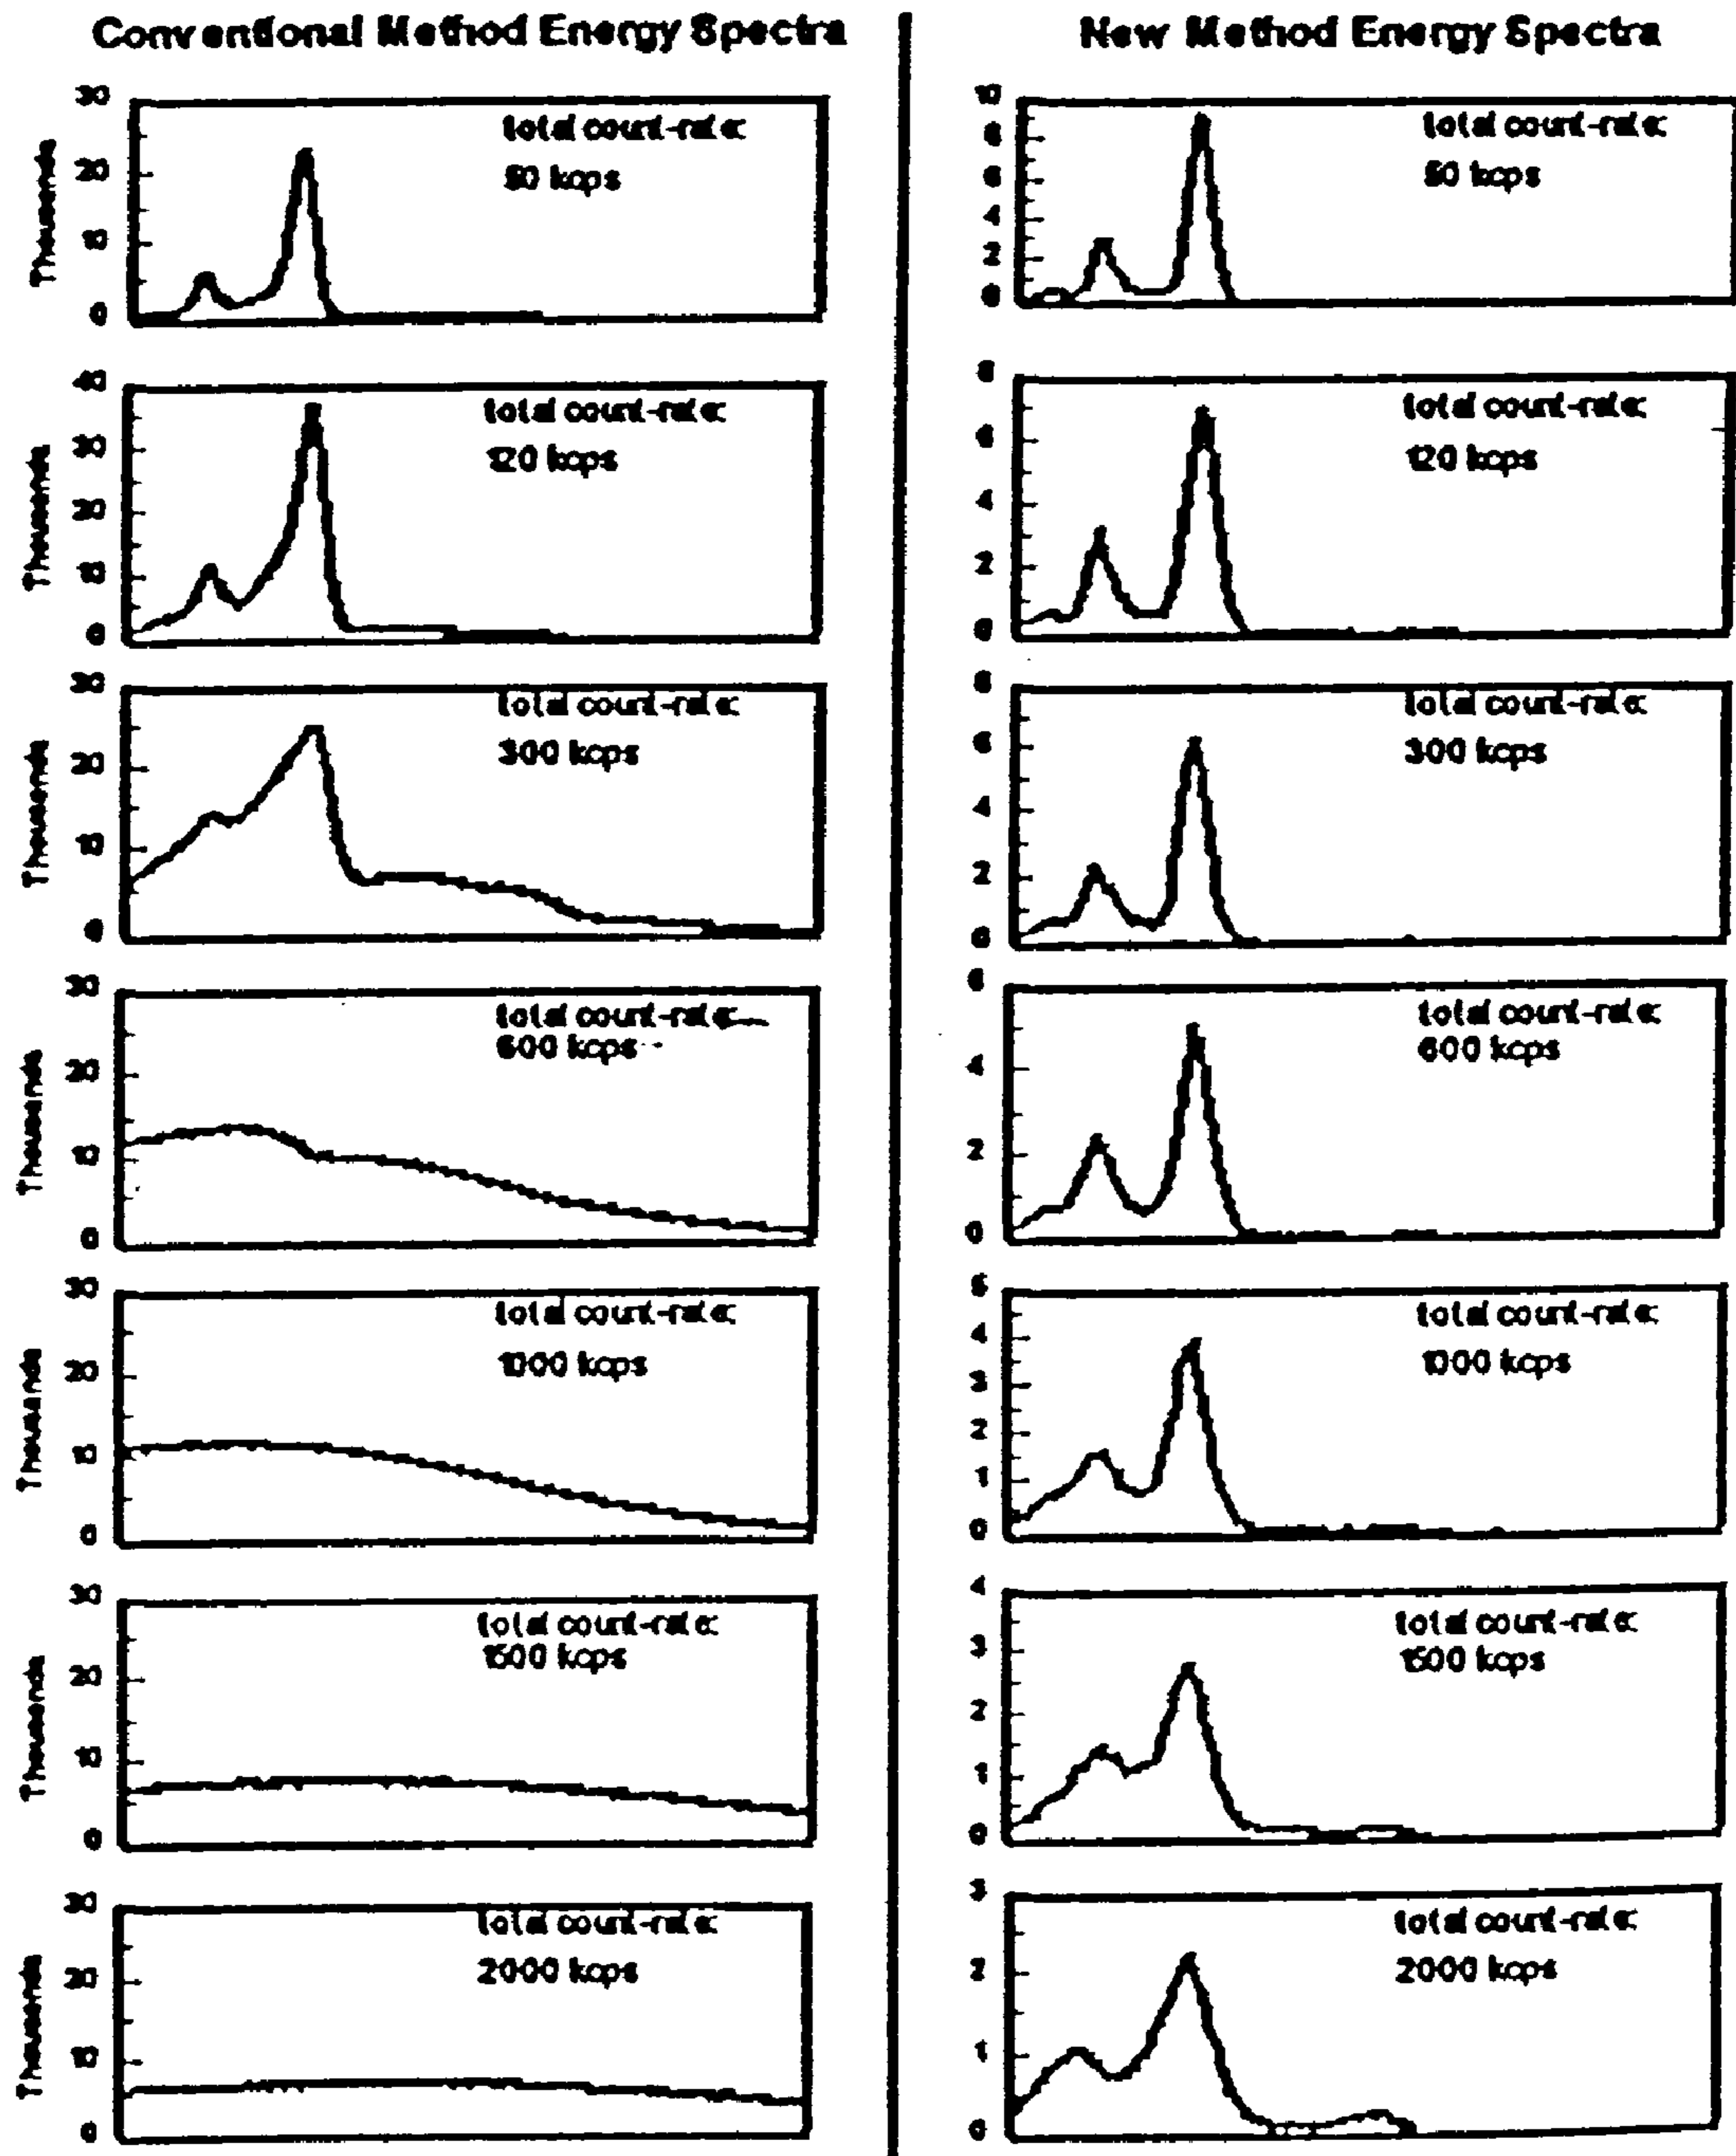 Conventional Method Energy Spectra
30
20
10
0
Thousands
total count-rate:
50 kcps
40
30
20
10
0
Thousands
total count-rate:
120 kcps
30
20
10
0
Thousands
total count-rate:
300 kcps
30
20
10
0
Thousands
total count-rate:
600 kcps
30
20
10
0
Thousands
total count-rate:
1000 kcps
30
20
10
0
Thousands
total count-rate:
1500 kcps
30
20
10
0
Thousands
total count-rate:
2000 kcps
New Method Energy Spectra
10
8
6
4
2
0
total count-rate:
50 kcps
8
6
4
2
0
total count-rate:
120 kcps
8
6
4
2
0
total count-rate:
300 kcps
6
4
2
0
total count-rate:
600 kcps
5
4
3
2
1
0
total count-rate:
1000 kcps
4
3
2
1
0
total count-rate:
1500 kcps
3
2
1
0
total count-rate:
2000 kcps